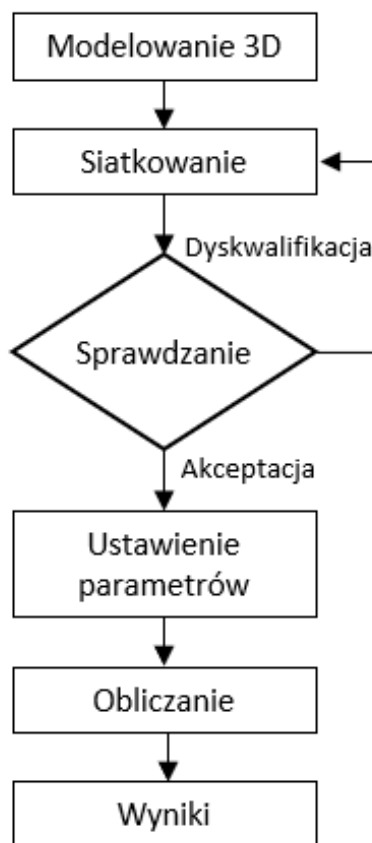 Modelowanie 3D
Siatkowanie
Dyskwalifikacja
Sprawdzanie
Akceptacja
Ustawienie
parametrów
Obliczanie
Wyniki